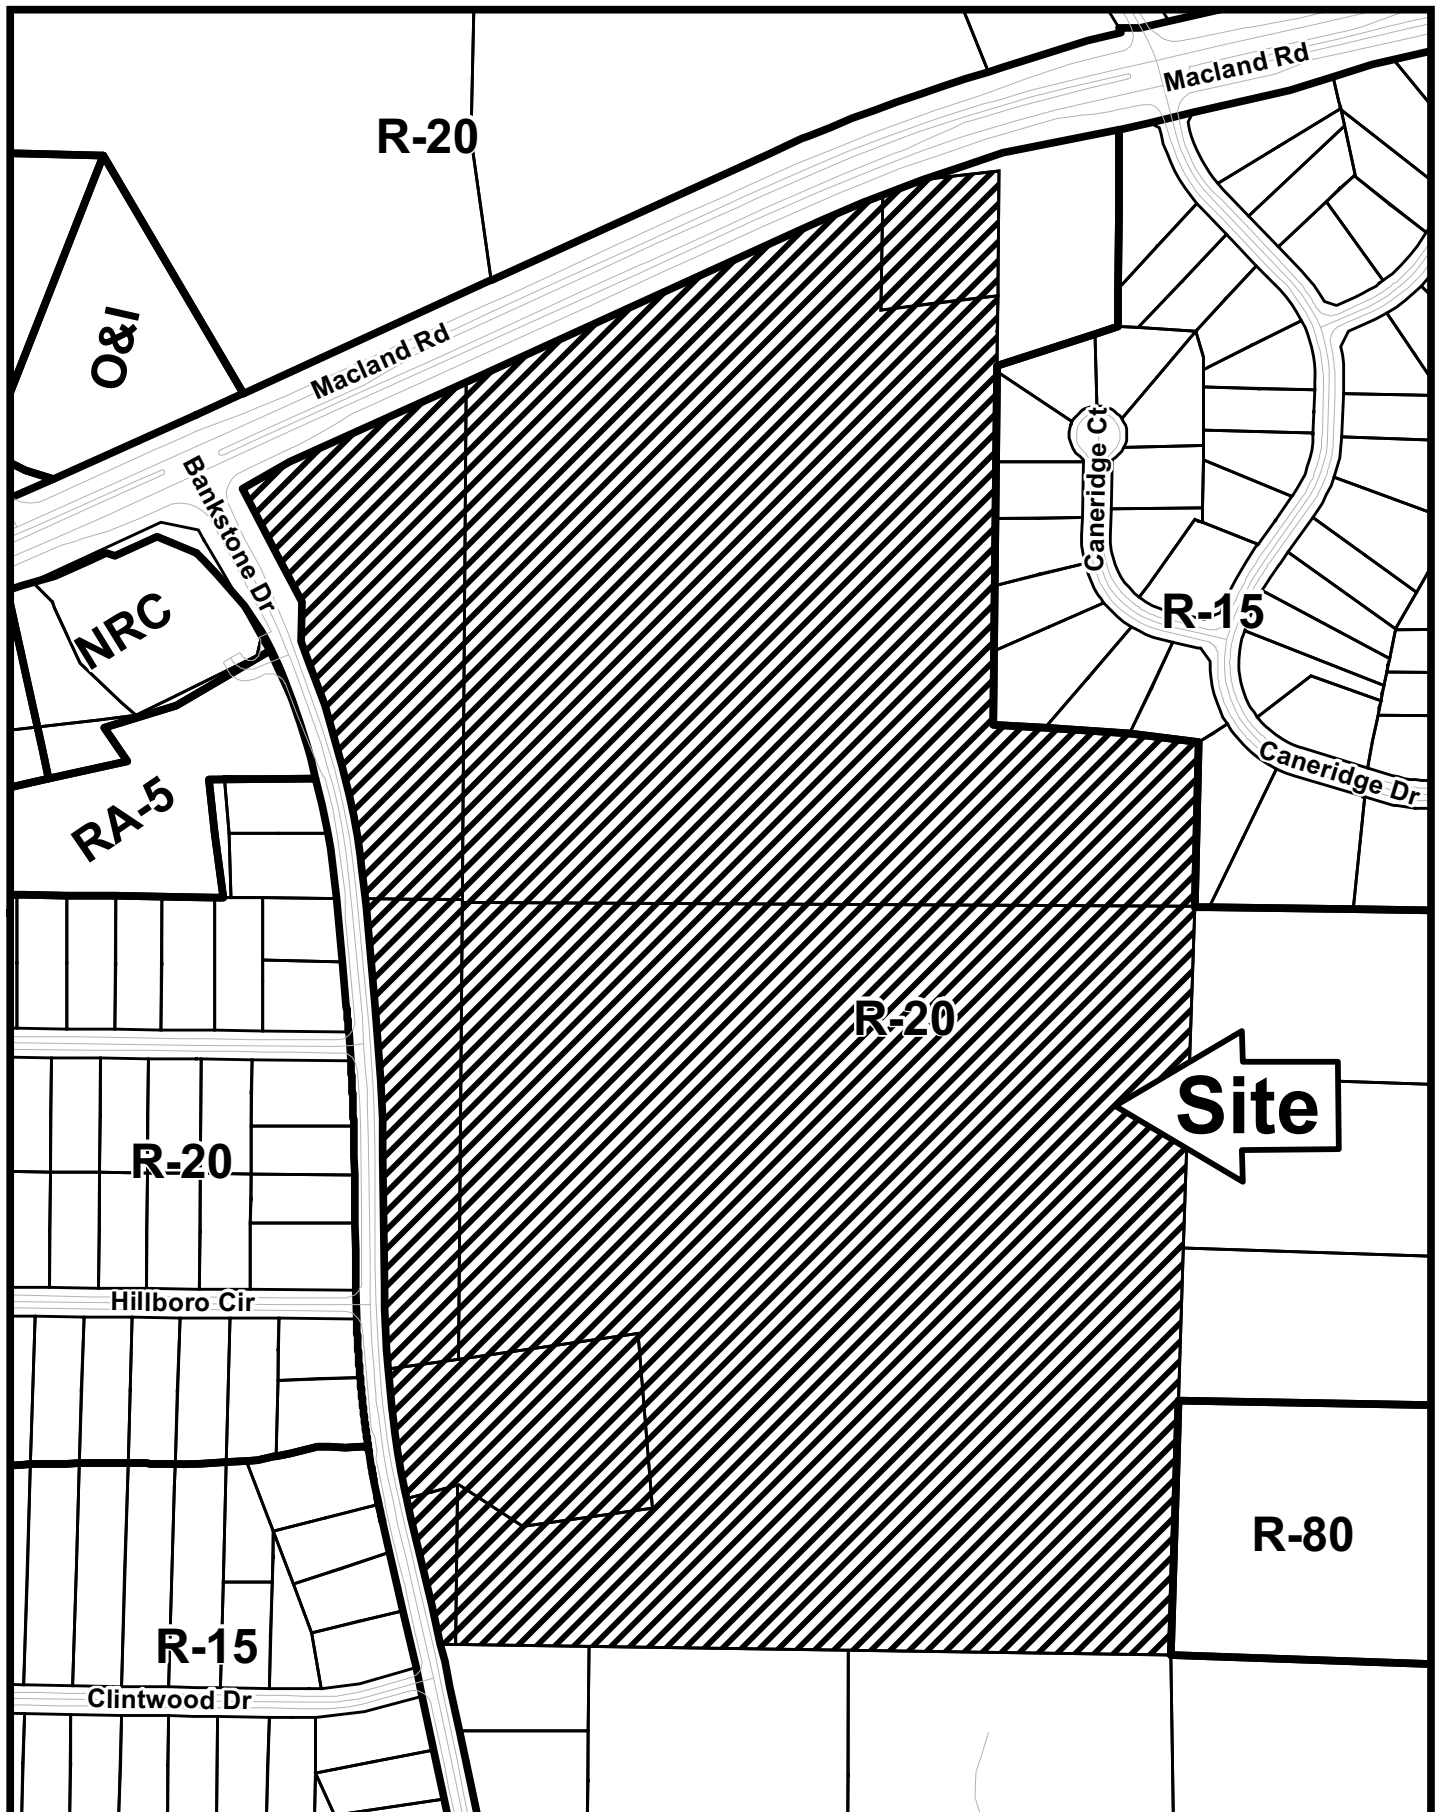 Macland Rd
R-20
O&I
Macland Rd
Bankstone Dr
Caneridge Ct
NRC
R-15
Caneridge Dr
RA-5
R-20
Site
R-20
Hillboro Cir
R-80
R-15
Clintwood Dr